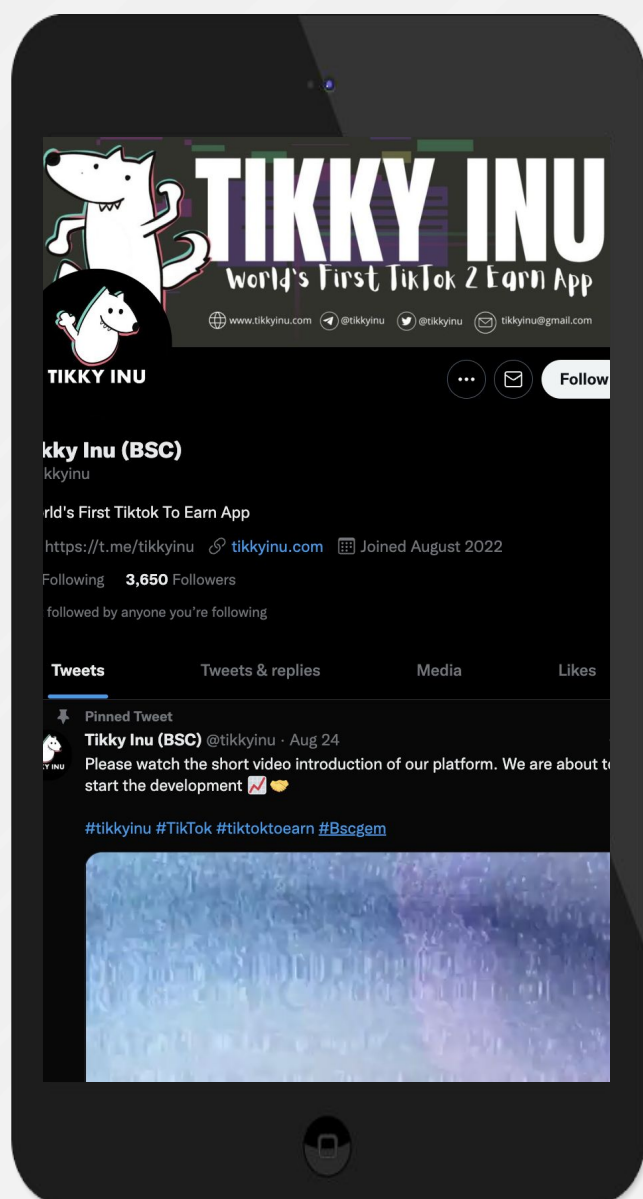 TIKKY INU
World's First TikTok 2 Earn App
www.tikkyinu.com @tikkyinu @tikkyinu tikkyinu@gmail.com
TIKKY INU
Follow
kky Inu (BSC)
kkyinu
rld's First Tiktok To Earn App
https://t.me/tikkyinu tikkyinu.com Joined August 2022
Following 3,650 Followers
followed by anyone you're following
Tweets Tweets & replies Media Likes
Pinned Tweet
Tikky Inu (BSC) @tikkyinu · Aug 24
Please watch the short video introduction of our platform. We are about to
start the development 📈🤝
#tikkyinu #TikTok #tiktoktoearn #Bscgem